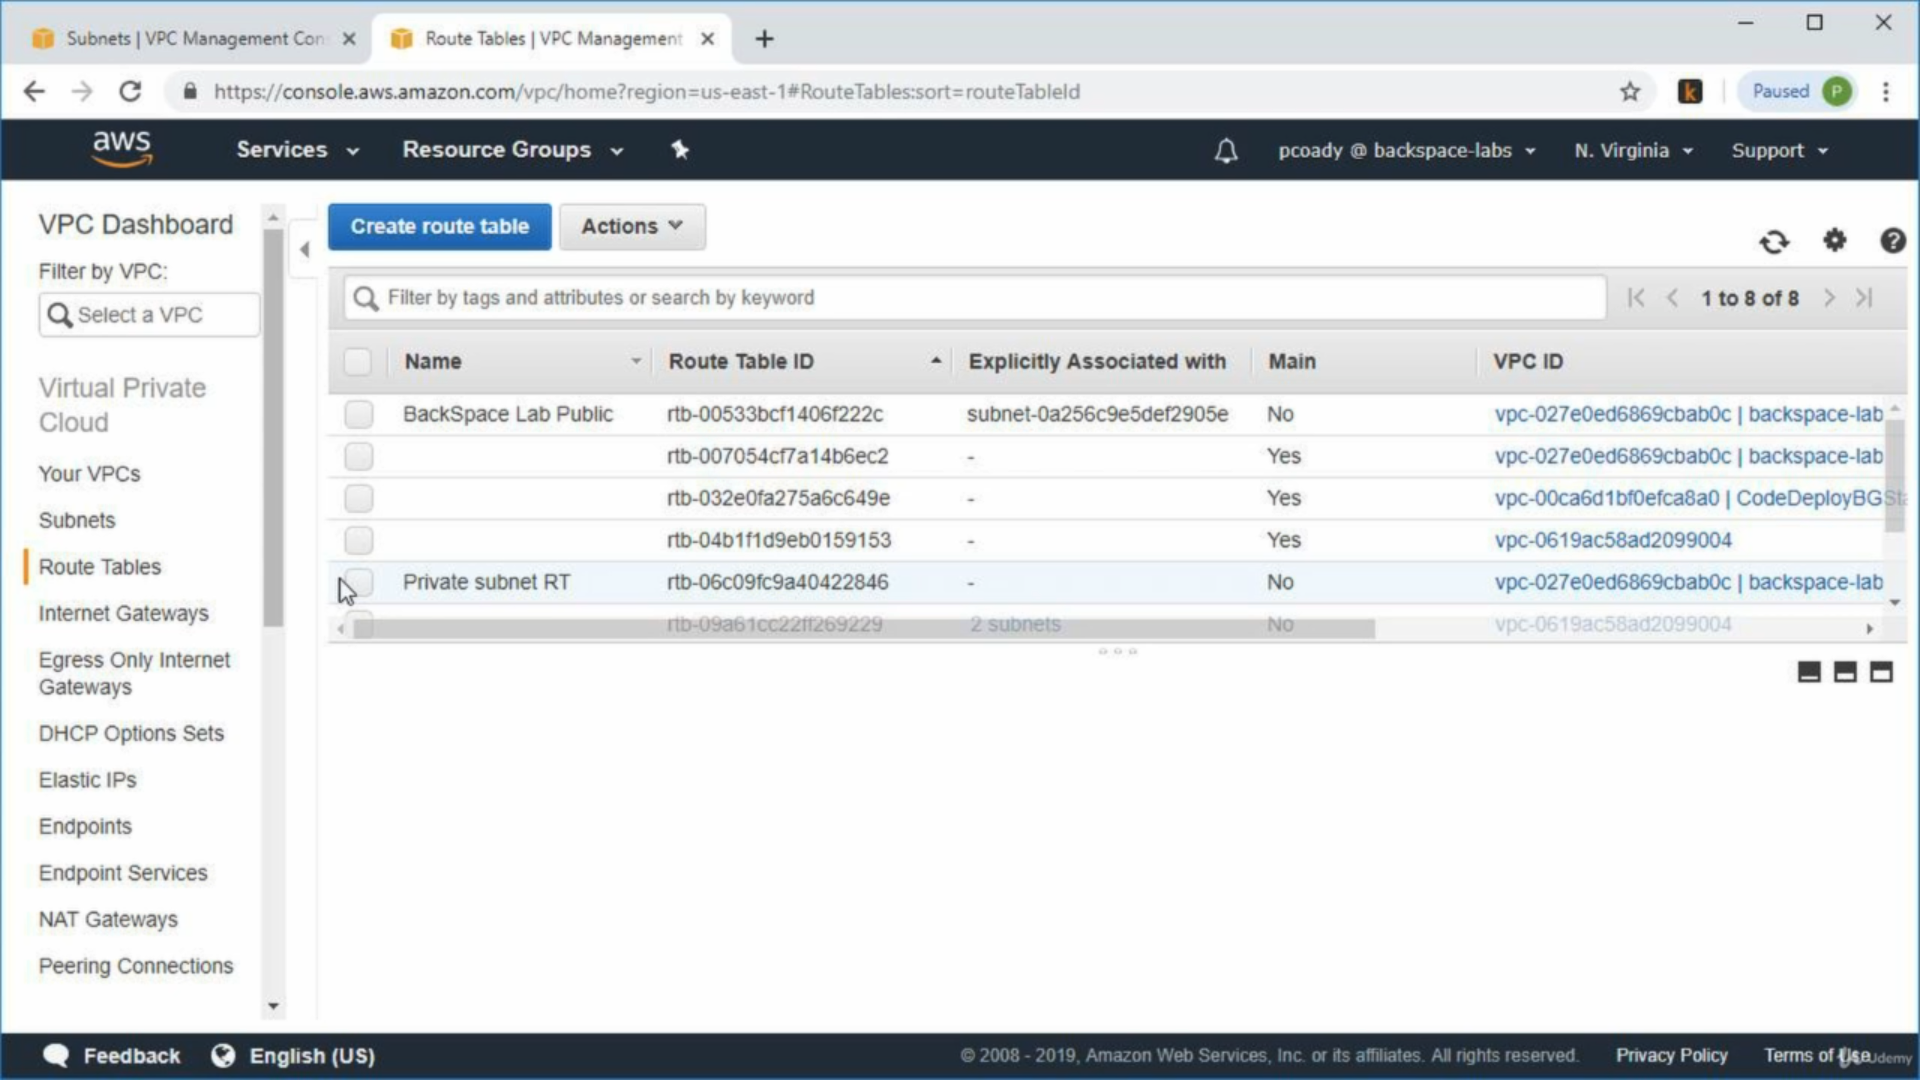 Subnets | VPC Management Con
Route Tables | VPC Management
https://console.aws.amazon.com/vpc/home?region=us-east-1#RouteTables:sort=routeTableId
k
Paused
P
aws
Services
Resource Groups
pcoady @ backspace-labs
N. Virginia
Support
VPC Dashboard
Filter by VPC:
Select a VPC
Virtual Private
Cloud
Your VPCs
Subnets
Route Tables
Internet Gateways
Egress Only Internet
Gateways
DHCP Options Sets
Elastic IPs
Endpoints
Endpoint Services
NAT Gateways
Peering Connections
Create route table
Actions
Filter by tags and attributes or search by keyword
1 to 8 of 8
Name Route Table ID Explicitly Associated with Main VPC ID
BackSpace Lab Public rtb-00533bcf1406f222c subnet-0a256c9e5def2905e No vpc-027e0ed6869cbab0c | backspace-lab
rtb-007054cf7a14b6ec2 - Yes vpc-027e0ed6869cbab0c | backspace-lab
rtb-032e0fa275a6c649e - Yes vpc-00ca6d1bf0efca8a0 | CodeDeployBGSta
rtb-04b1f1d9eb0159153 - Yes vpc-0619ac58ad2099004
Private subnet RT rtb-06c09fc9a40422846 - No vpc-027e0ed6869cbab0c | backspace-lab
rtb-09a61cc22ff269229 2 subnets No vpc-0619ac58ad2099004
Feedback
English (US)
© 2008 - 2019, Amazon Web Services, Inc. or its affiliates. All rights reserved.
Privacy Policy
Terms of Use
Udemy